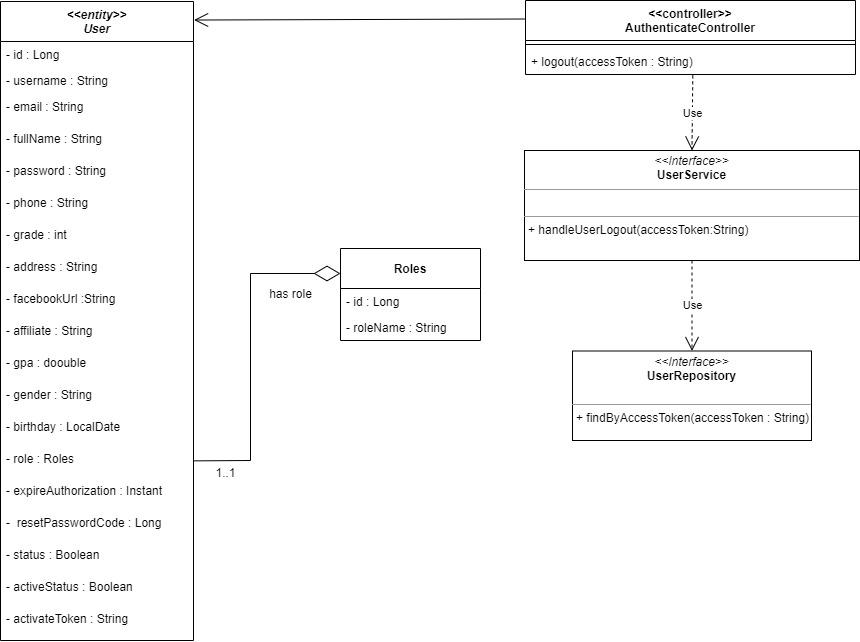 <<entity>>
User
- id : Long
- username : String
- email : String
- fullName : String
- password : String
- phone : String
- grade : int
- address : String
- facebookUrl :String
- affiliate : String
- gpa : doouble
- gender : String
- birthday : LocalDate
- role : Roles
- expireAuthorization : Instant
- resetPasswordCode : Long
- status : Boolean
- activeStatus : Boolean
- activateToken : String
1..1
has role
Roles
- id : Long
- roleName : String
<<controller>>
AuthenticateController
+ logout(accessToken : String)
Use
<<Interface>>
UserService
+ handleUserLogout(accessToken:String)
Use
<<Interface>>
UserRepository
+ findByAccessToken(accessToken : String)